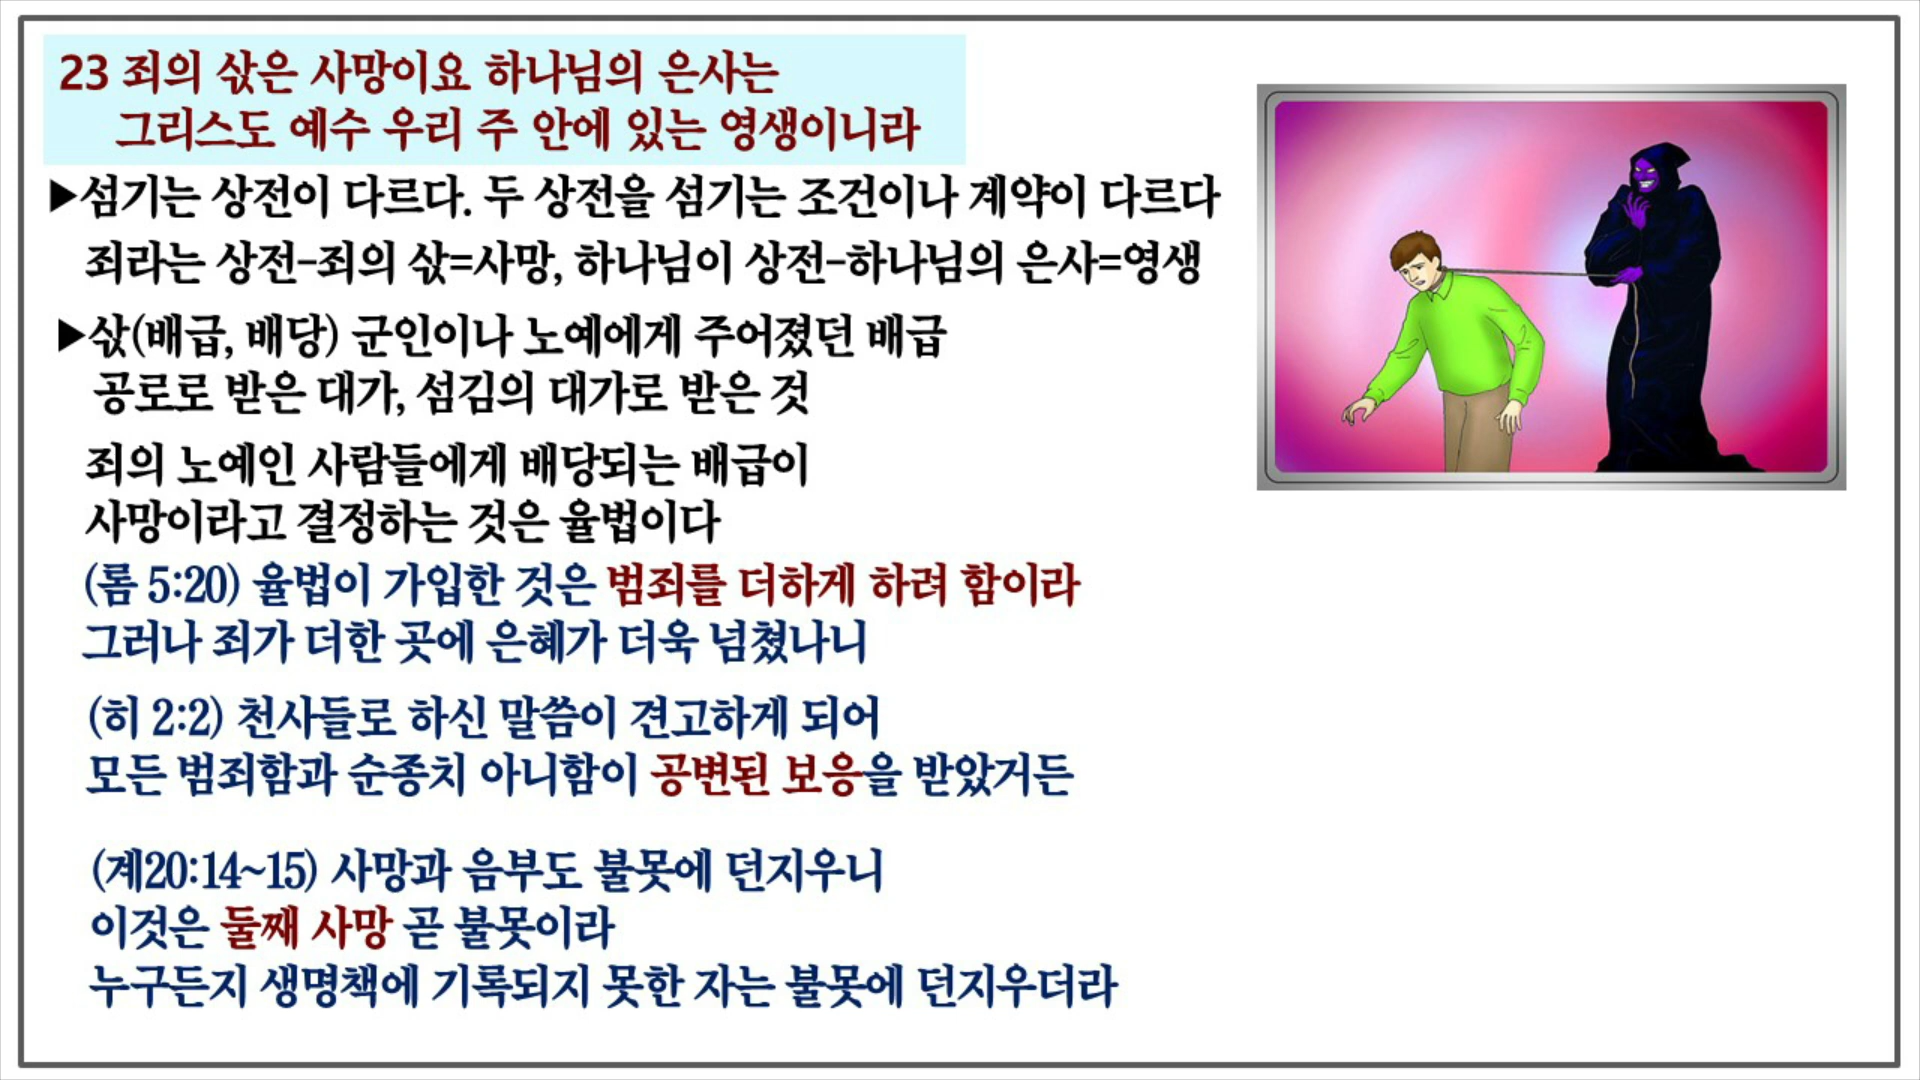 23 죄의 삯은 사망이요 하나님의 은사는
그리스도 예수 우리 주 안에 있는 영생이니라
▶섬기는 상전이 다르다. 두 상전을 섬기는 조건이나 계약이 다르다
죄라는 상전-죄의 삯=사망, 하나님이 상전-하나님의 은사=영생
▶삯(배급, 배당) 군인이나 노예에게 주어졌던 배급
공로로 받은 대가, 섬김의 대가로 받은 것
죄의 노예인 사람들에게 배당되는 배급이
사망이라고 결정하는 것은 율법이다
(롬 5:20) 율법이 가입한 것은 범죄를 더하게 하려 함이라
그러나 죄가 더한 곳에 은혜가 더욱 넘쳤나니
(히 2:2) 천사들로 하신 말씀이 견고하게 되어
모든 범죄함과 순종치 아니함이 공변된 보응을 받았거든
(계20:14~15) 사망과 음부도 불못에 던지우니
이것은 둘째 사망 곧 불못이라
누구든지 생명책에 기록되지 못한 자는 불못에 던지우더라